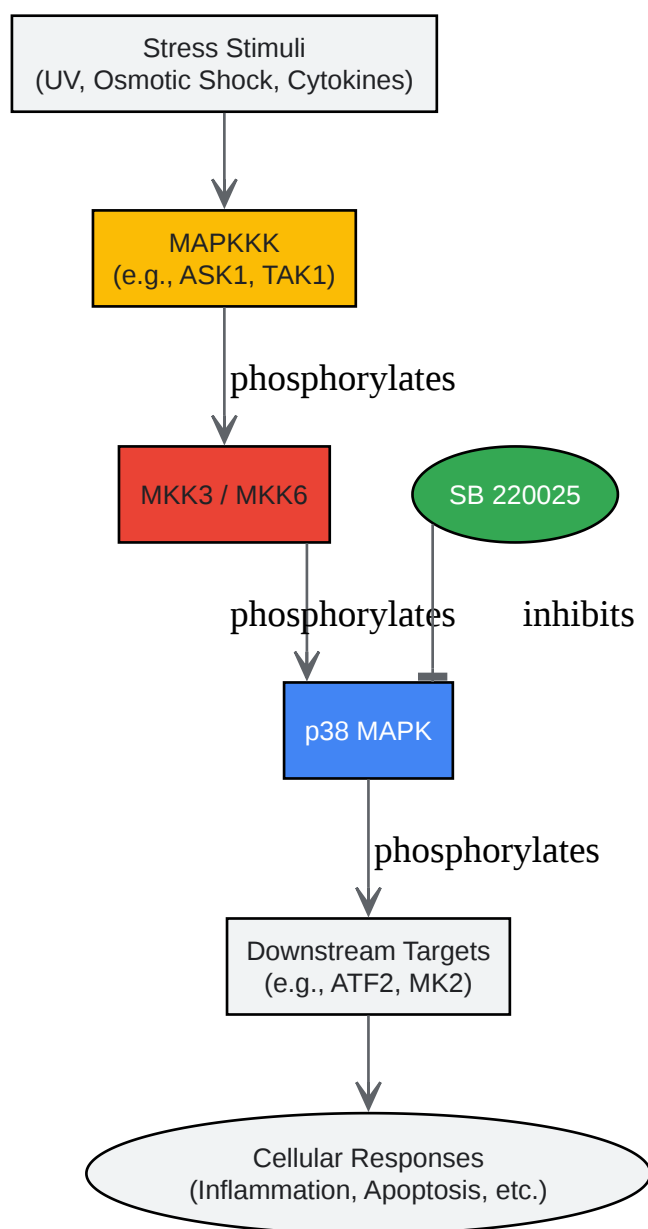 Stress Stimuli
(UV, Osmotic Shock, Cytokines)
MAPKKK
(e.g., ASK1, TAK1)
phosphorylates
MKK3 / MKK6
SB 220025
phosphorylates
inhibits
p38 MAPK
phosphorylates
Downstream Targets
(e.g., ATF2, MK2)
Cellular Responses
(Inflammation, Apoptosis, etc.)